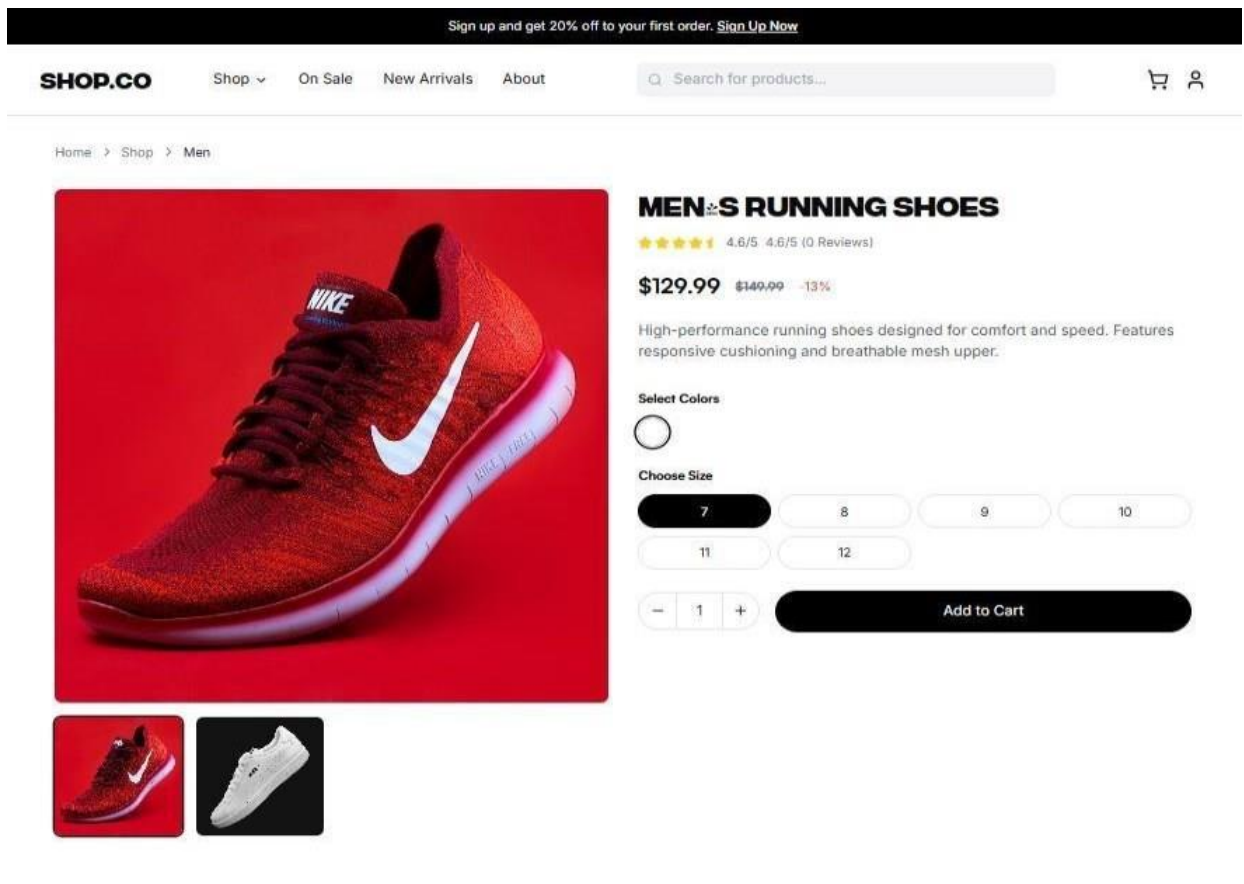 Sign up and get 20% off to your first order. Sign Up Now
SHOP.CO
Shop
On Sale
New Arrivals
About
Search for products...
Home > Shop > Men
NIKE
NIKE FREE
MEN S RUNNING SHOES
4.6/5 4.6/5 (0 Reviews)
$129.99 $149.99 -13%
High-performance running shoes designed for comfort and speed. Features
responsive cushioning and breathable mesh upper.
Select Colors
Choose Size
7 8 9 10
11 12
− 1 + Add to Cart